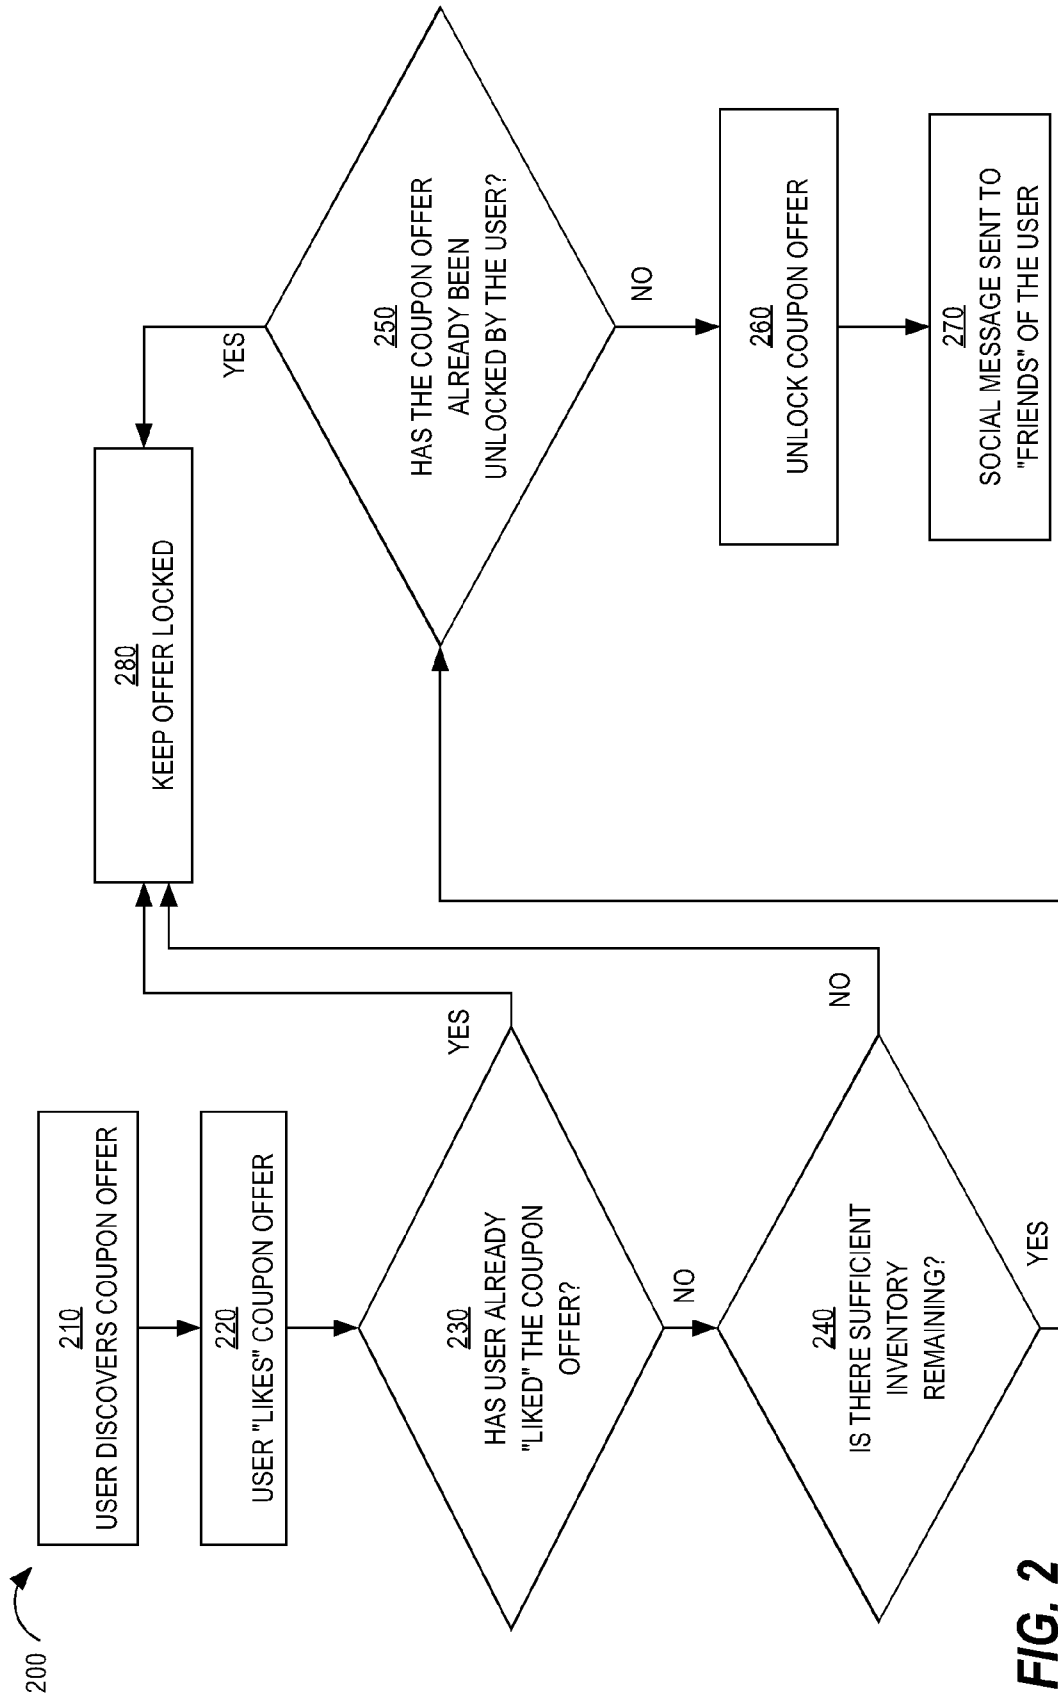 200
210
USER DISCOVERS COUPON OFFER
220
USER "LIKES" COUPON OFFER
230
HAS USER ALREADY
"LIKED" THE COUPON
OFFER?
YES
NO
240
IS THERE SUFFICIENT
INVENTORY
REMAINING?
NO
YES
280
KEEP OFFER LOCKED
YES
250
HAS THE COUPON OFFER
ALREADY BEEN
UNLOCKED BY THE USER?
NO
260
UNLOCK COUPON OFFER
270
SOCIAL MESSAGE SENT TO
"FRIENDS" OF THE USER
FIG. 2